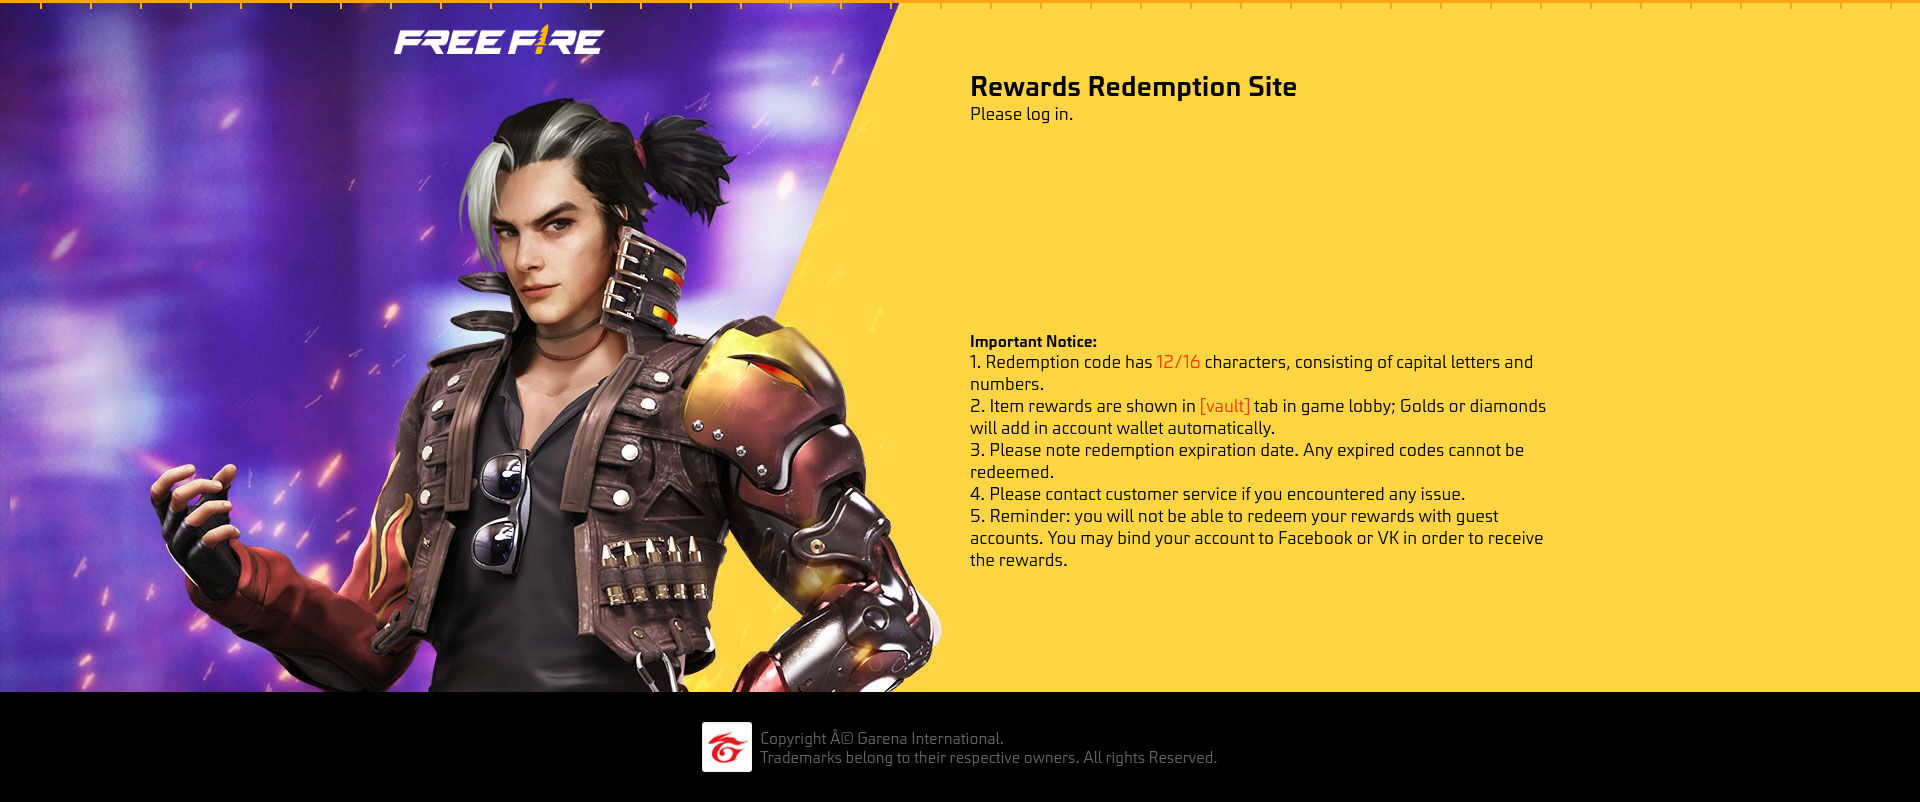 FREE FIRE
Rewards Redemption Site
Please log in.
Important Notice:
1. Redemption code has 12/16 characters, consisting of capital letters and
numbers.
2. Item rewards are shown in [vault] tab in game lobby; Golds or diamonds
will add in account wallet automatically.
3. Please note redemption expiration date. Any expired codes cannot be
redeemed.
4. Please contact customer service if you encountered any issue.
5. Reminder: you will not be able to redeem your rewards with guest
accounts. You may bind your account to Facebook or VK in order to receive
the rewards.
Copyright Â© Garena International.
Trademarks belong to their respective owners. All rights Reserved.